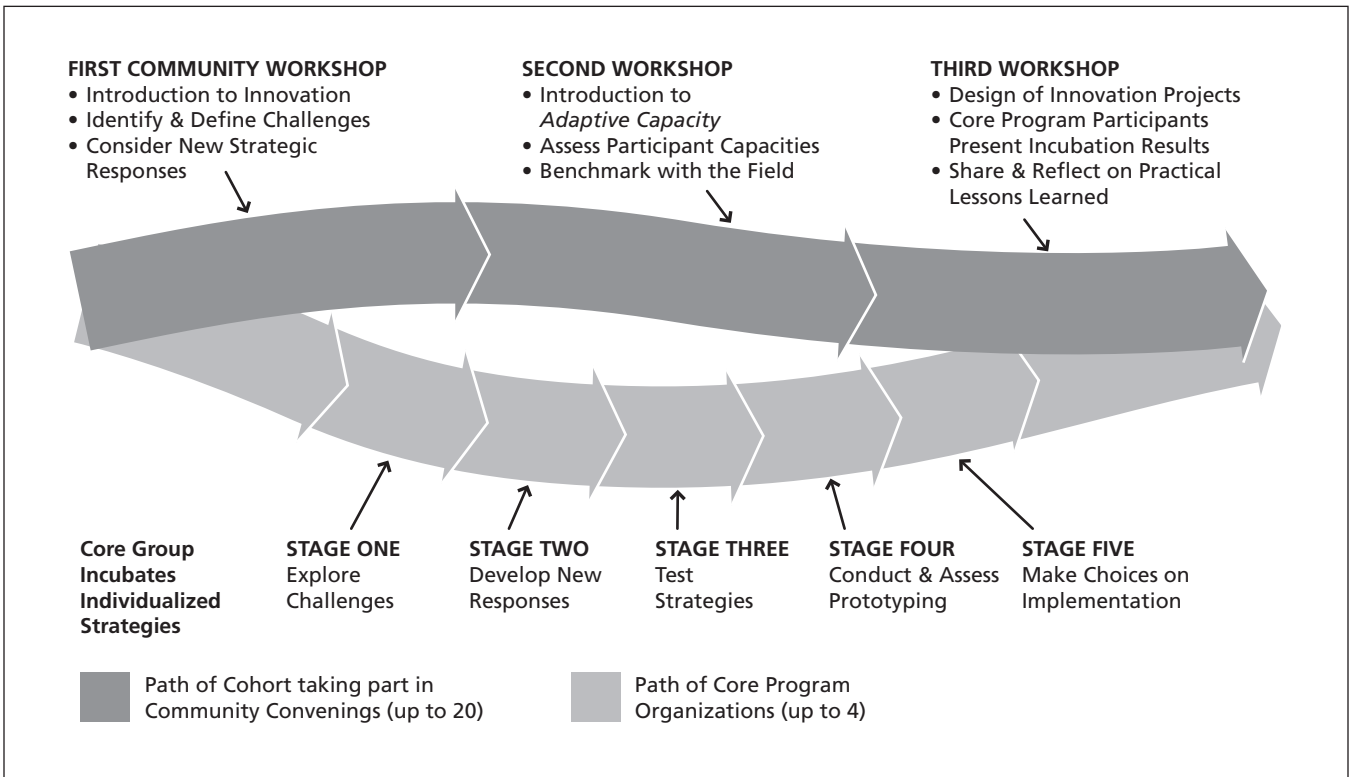 FIRST COMMUNITY WORKSHOP
• Introduction to Innovation
• Identify & Define Challenges
• Consider New Strategic
Responses
SECOND WORKSHOP
• Introduction to
Adaptive Capacity
• Assess Participant Capacities
• Benchmark with the Field
THIRD WORKSHOP
• Design of Innovation Projects
• Core Program Participants
Present Incubation Results
• Share & Reflect on Practical
Lessons Learned
Core Group
Incubates
Individualized
Strategies
STAGE ONE
Explore
Challenges
STAGE TWO
Develop New
Responses
STAGE THREE
Test
Strategies
STAGE FOUR
Conduct & Assess
Prototyping
STAGE FIVE
Make Choices on
Implementation
Path of Cohort taking part in
Community Convenings (up to 20)
Path of Core Program
Organizations (up to 4)